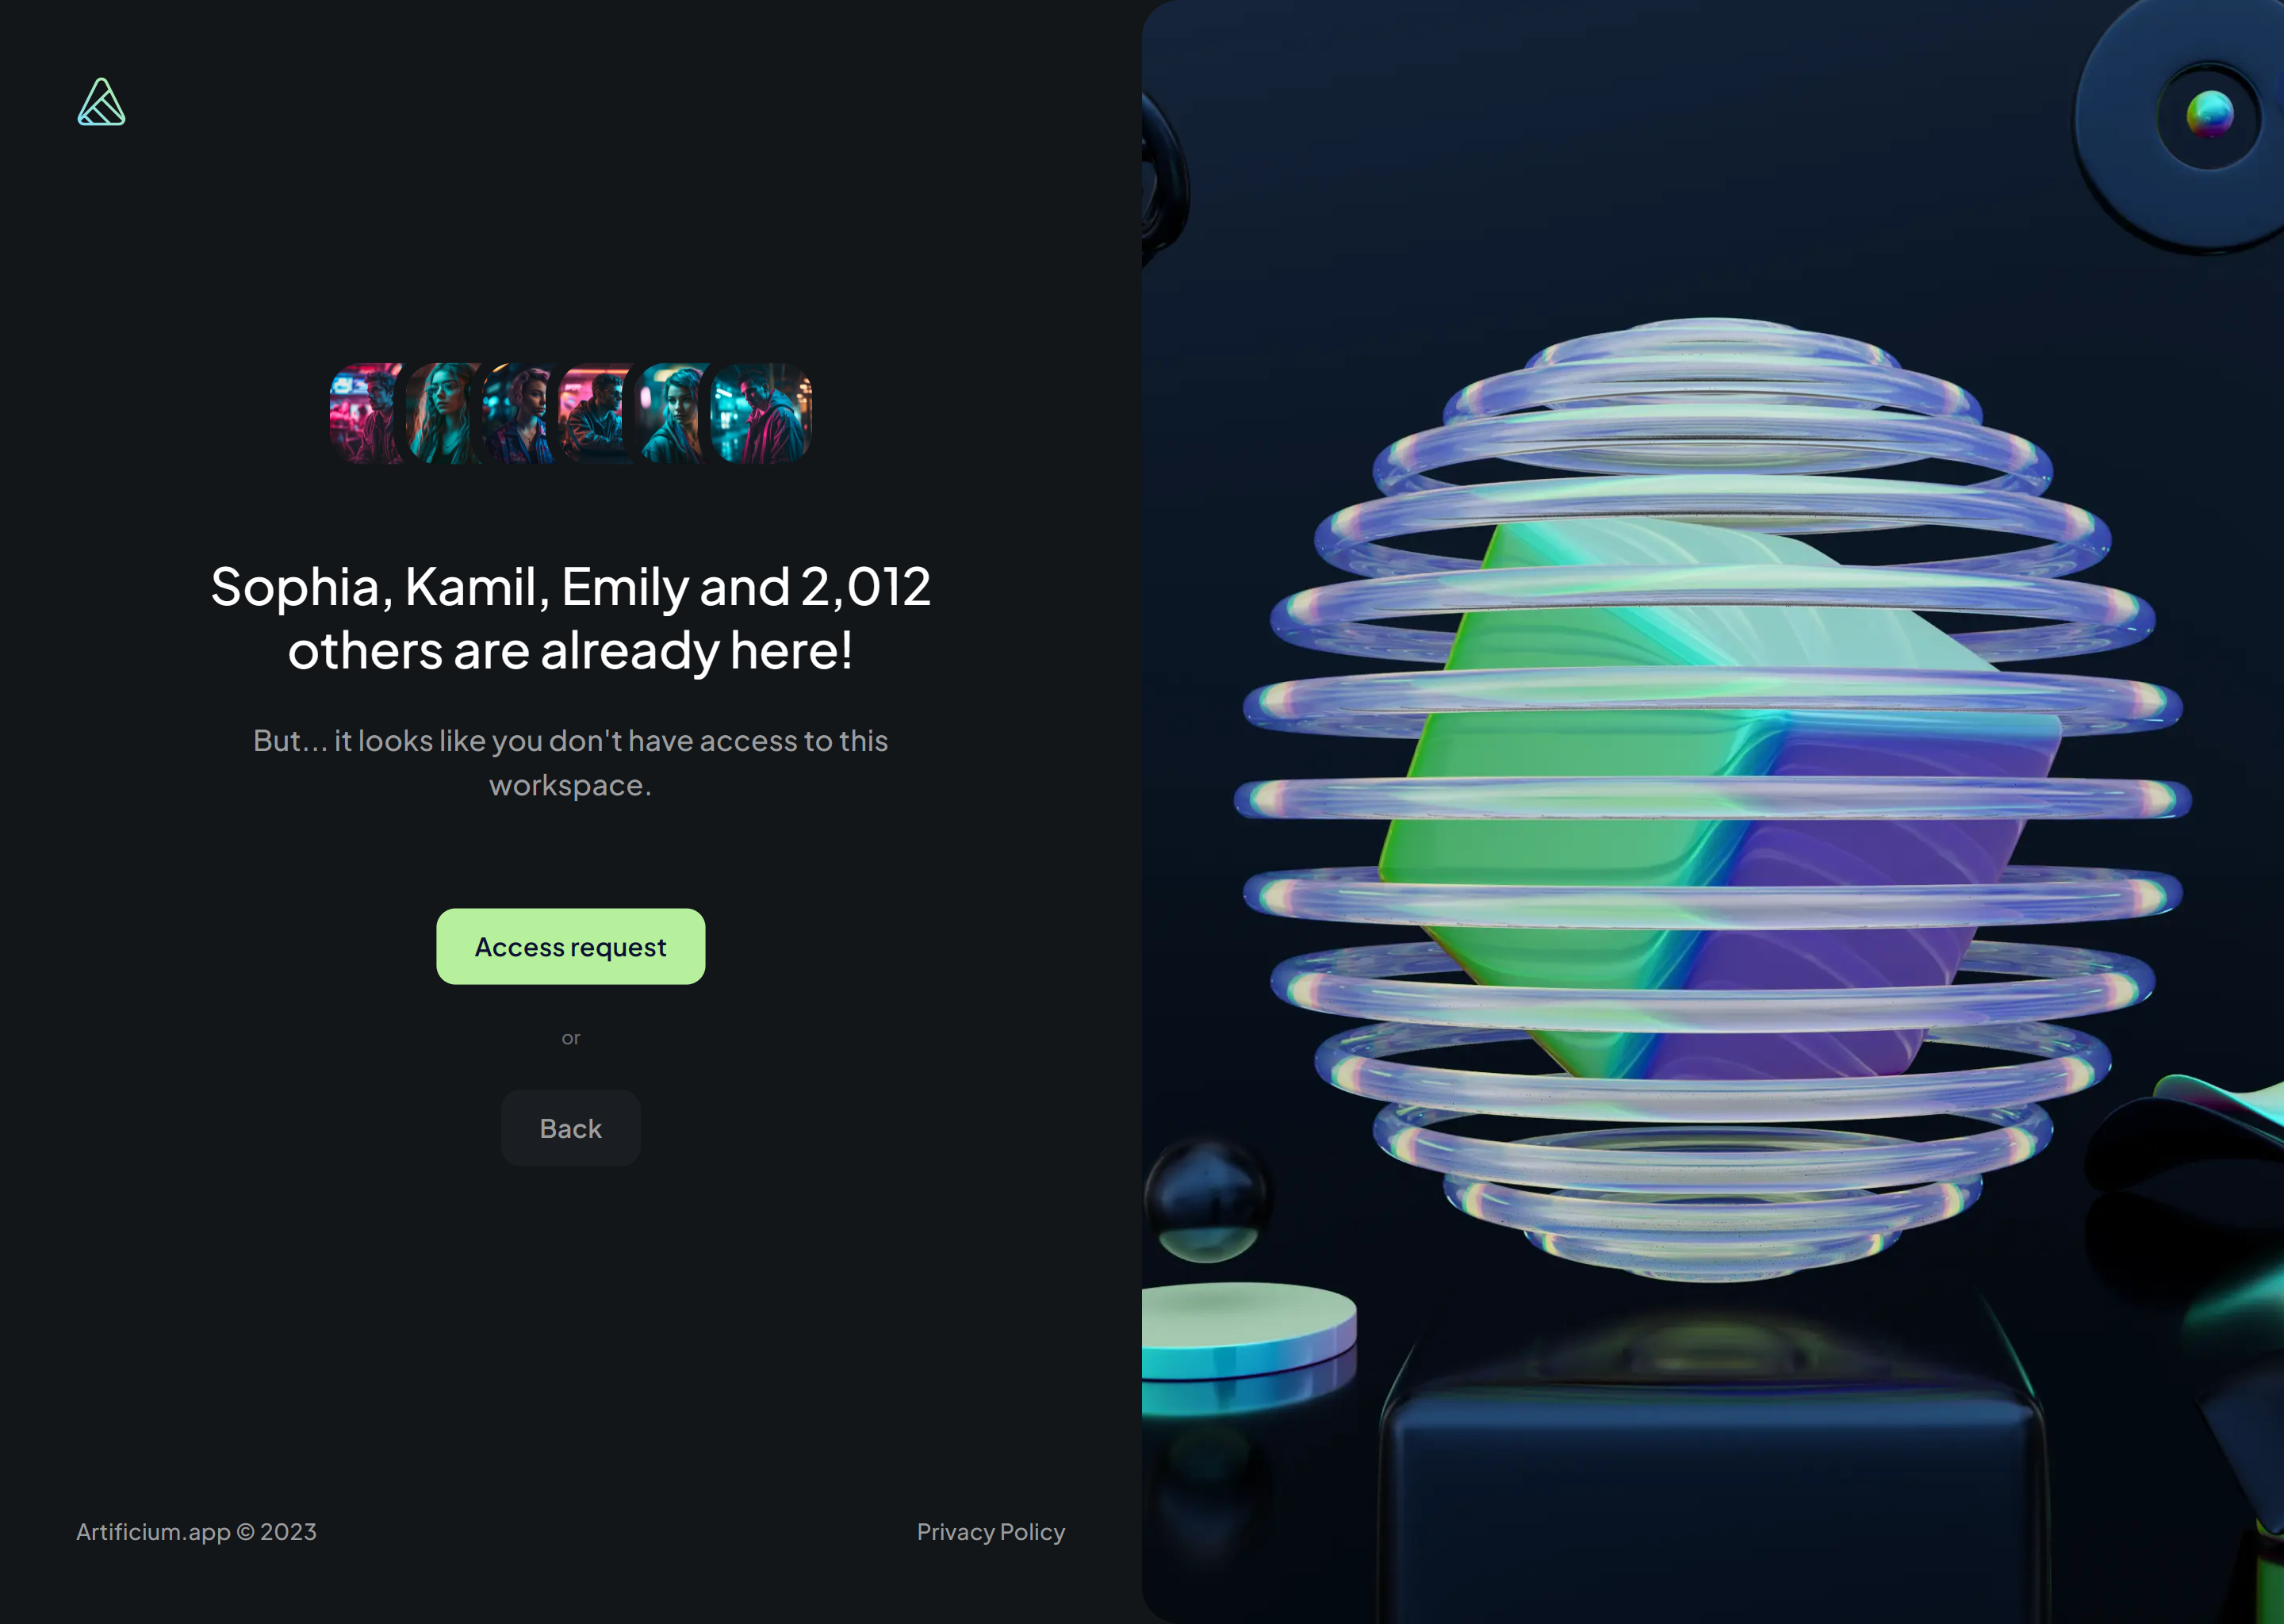 Sophia, Kamil, Emily and 2,012
others are already here!
But... it looks like you don't have access to this
workspace.
Access request
or
Back
Artificium.app © 2023
Privacy Policy